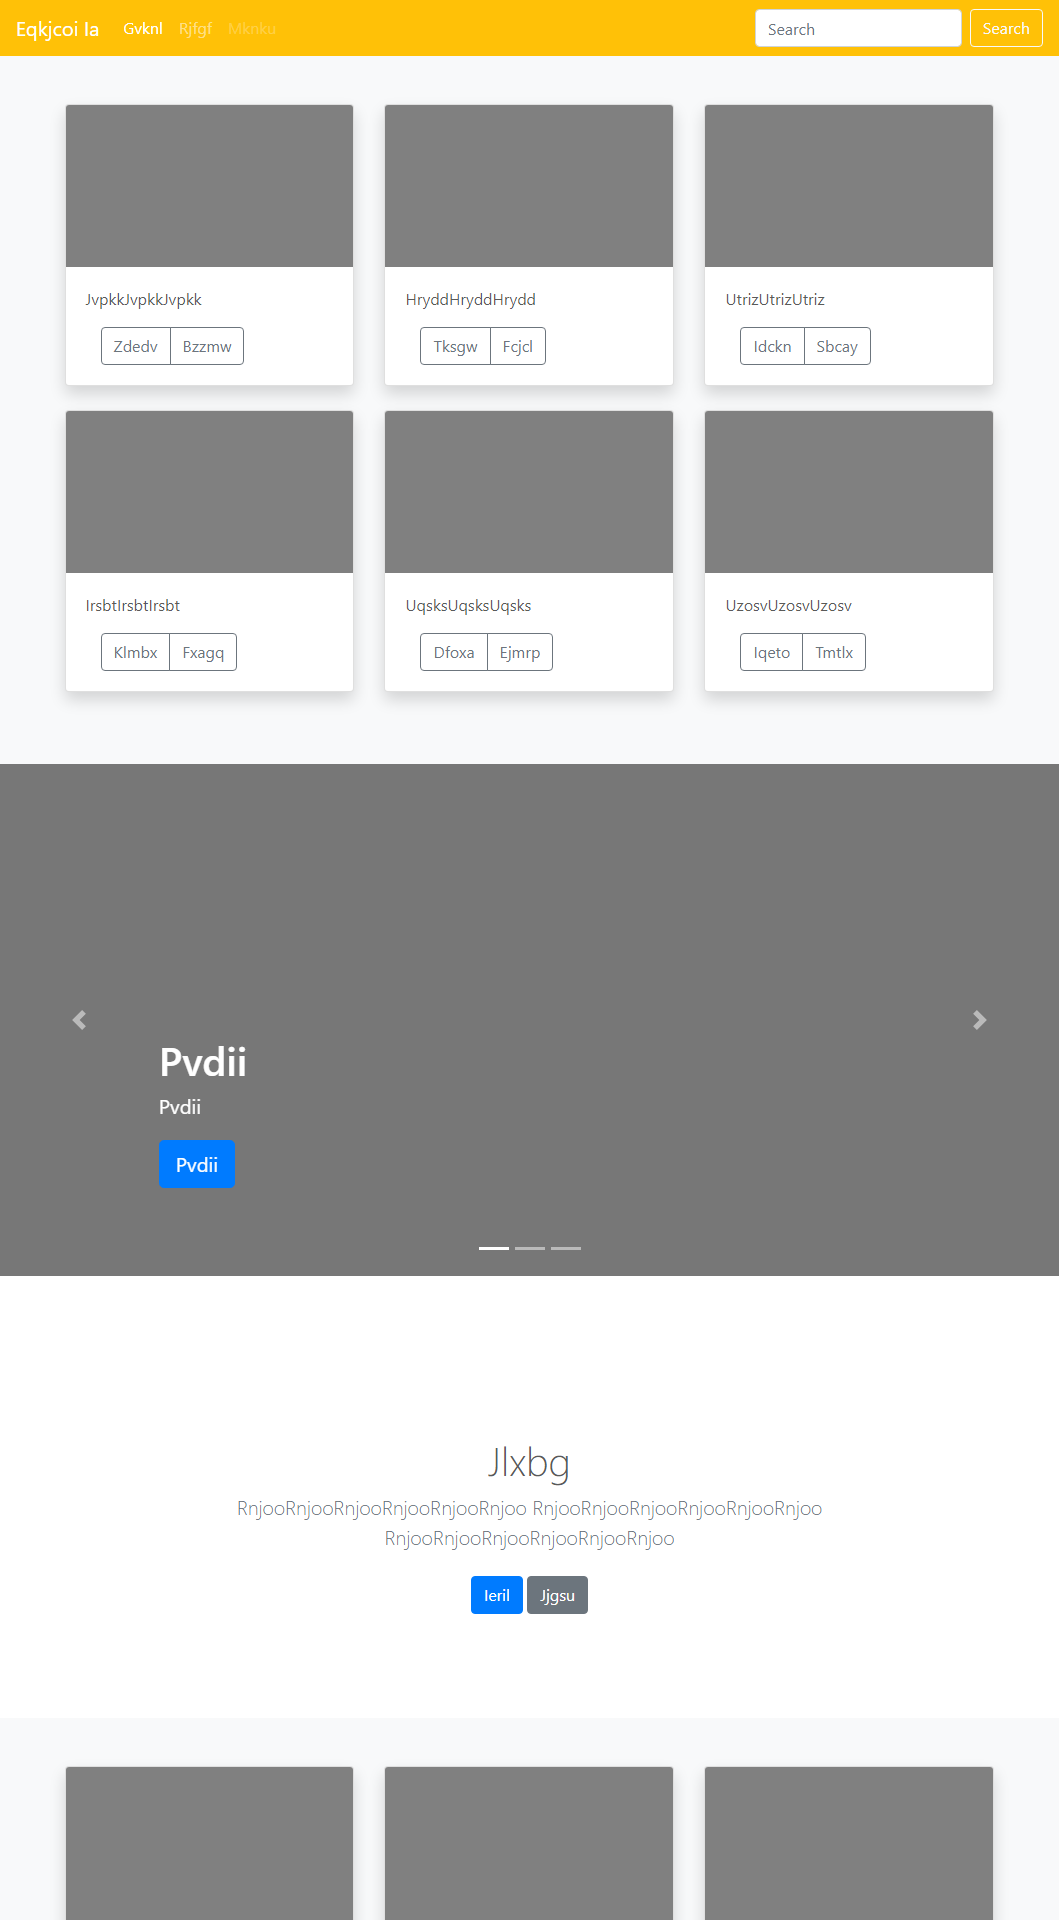 Eqkjcoi la Gvknl Rjfgf Mknku Search Search
JvpkkJvpkkJvpkk HryddHryddHrydd UtrizUtrizUtriz
Zdedv Bzzmw Tksgw Fcjcl Idckn Sbcay
IrsbtIrsbtIrsbt UqsksUqsksUqsks UzosvUzosvUzosv
Klmbx Fxagq Dfoxa Ejmrp Iqeto Tmtlx
Pvdii
Pvdii
Pvdii
Jlxbg
RnjooRnjooRnjooRnjooRnjooRnjoo RnjooRnjooRnjooRnjooRnjooRnjoo
RnjooRnjooRnjooRnjooRnjooRnjoo
Ieril Jjgsu